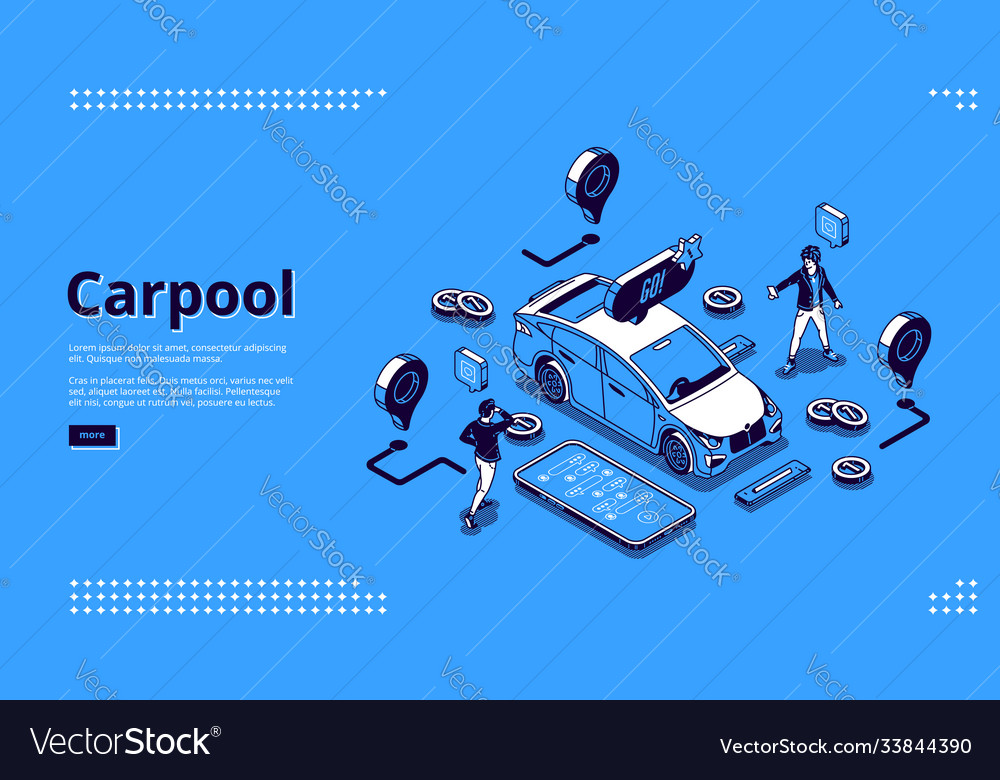 Carpool
Lorem ipsum dolor sit amet, consectetur adipiscing
elit. Quisque non malesuada massa.
Cras in placerat felic. Duis metus orci, varius nec velit
sed, aliquet laoreet est. Nulla facilisi. Pellentesque
elit nisi, congue ut rutrum vel, posuere eu lectus.
more
GO!
VectorStock®
VectorStock.com/33844390